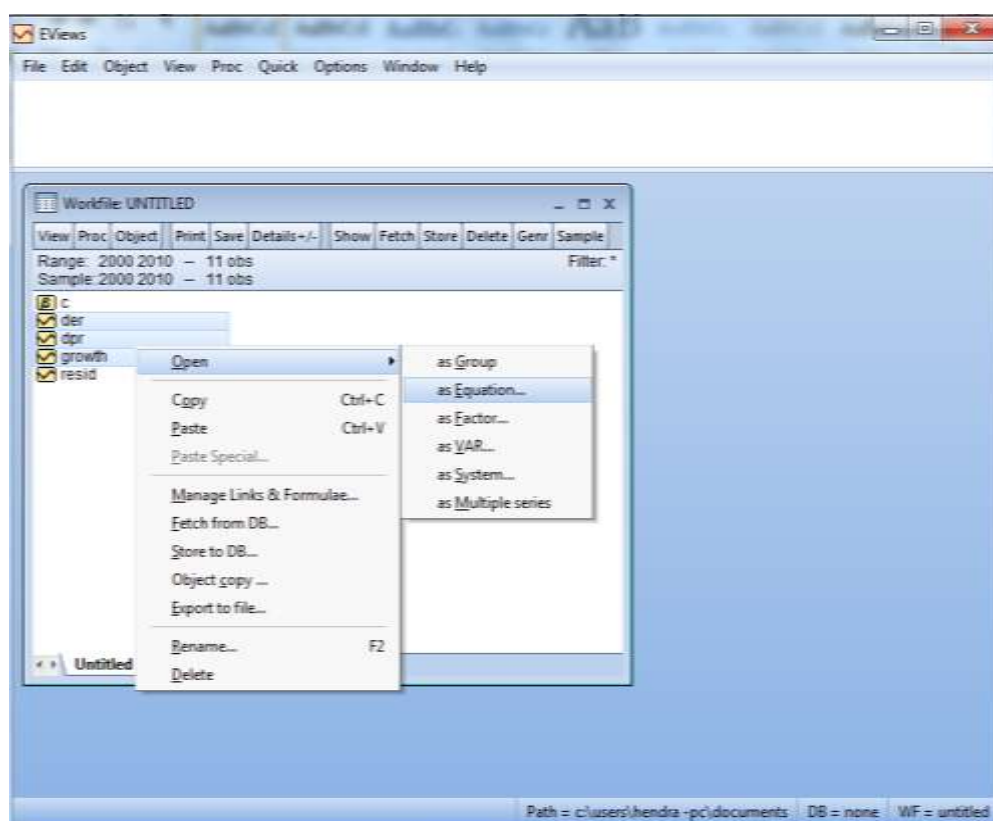 EViews
File Edit Object View Proc Quick Options Window Help
Workfile: UNTITLED
View Proc Object Print Save Details+/- Show Fetch Store Delete Genr Sample
Range: 2000 2010 – 11 obs Filter: *
Sample: 2000 2010 – 11 obs
c
der
dpr
growth
resid
Open
Copy Ctrl+C
Paste Ctrl+V
Paste Special...
Manage Links & Formulae...
Fetch from DB...
Store to DB...
Object copy ...
Export to file...
Rename... F2
Delete
as Group
as Equation...
as Factor...
as VAR...
as System...
as Multiple series
Untitled
Path = c:\users\hendra -pc\documents DB = none WF = untitled